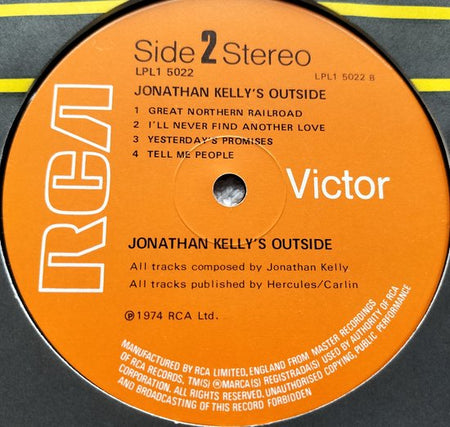 Side 2 Stereo
LPL1 5022
LPL1 5022 B
JONATHAN KELLY'S OUTSIDE
1 GREAT NORTHERN RAILROAD
2 I'LL NEVER FIND ANOTHER LOVE
3 YESTERDAY'S PROMISES
4 TELL ME PEOPLE
RCA
Victor
JONATHAN KELLY'S OUTSIDE
All tracks composed by Jonathan Kelly
All tracks published by Hercules/Carlin
℗ 1974 RCA Ltd.
MANUFACTURED BY RCA LIMITED, ENGLAND FROM MASTER RECORDINGS
OF RCA RECORDS. TM(S) ® MARCA(S) REGISTRADA(S) USED BY AUTHORITY OF RCA
CORPORATION. ALL RIGHTS RESERVED. UNAUTHORISED COPYING, PUBLIC PERFORMANCE
AND BROADCASTING OF THIS RECORD FORBIDDEN